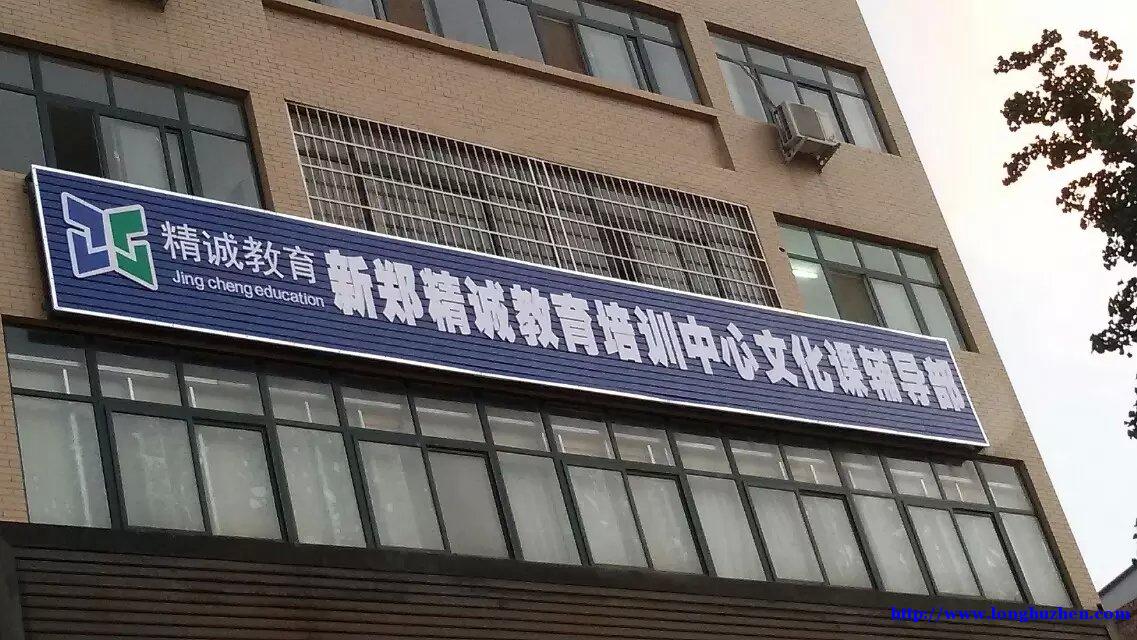 精诚教育
Jing cheng education
新郑精诚教育培训中心文化课辅导部
http://www.longhuzhen.com